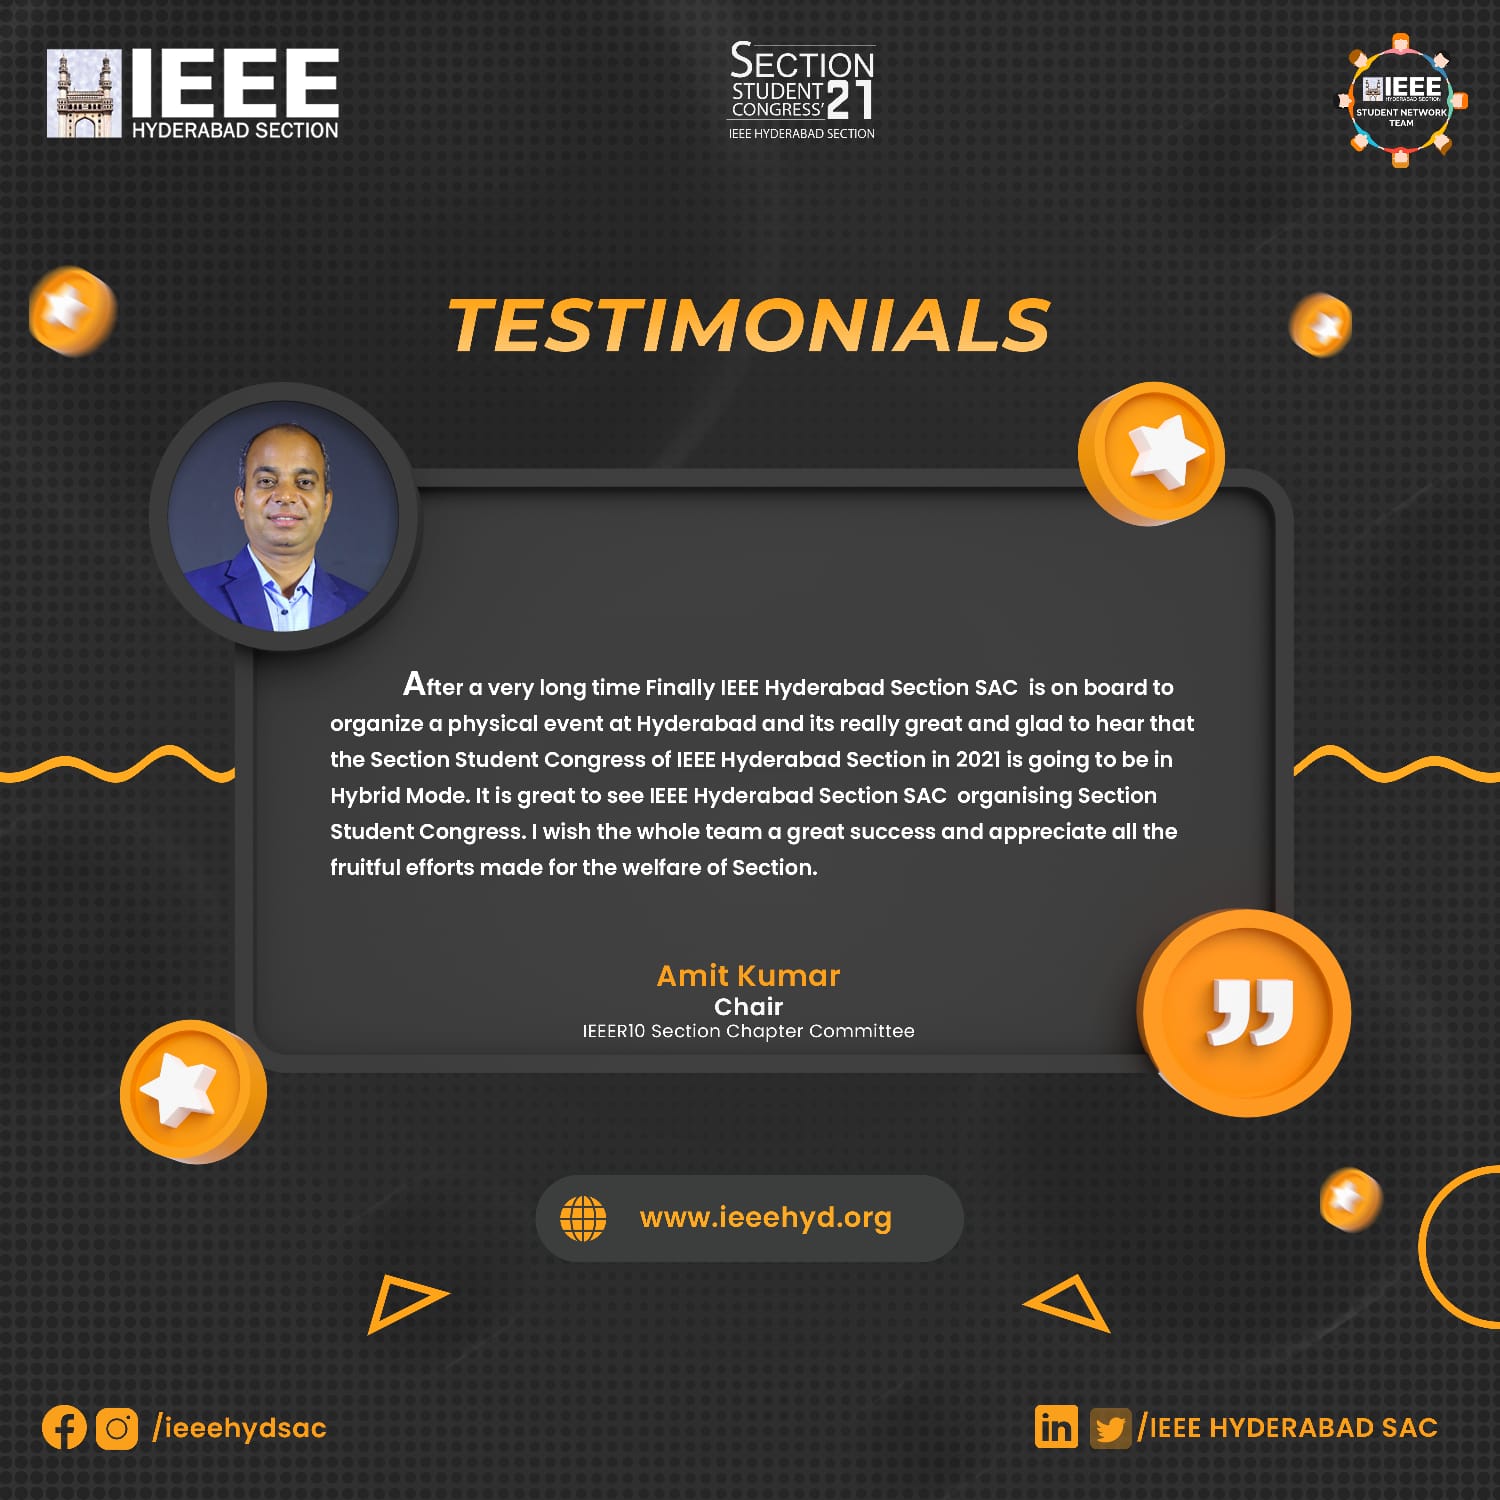 IEEE
HYDERABAD SECTION
SECTION
STUDENT
CONGRESS' 21
IEEE HYDERABAD SECTION
IEEE
HYDERABAD SECTION
STUDENT NETWORK
TEAM
TESTIMONIALS
After a very long time Finally IEEE Hyderabad Section SAC is on board to
organize a physical event at Hyderabad and its really great and glad to hear that
the Section Student Congress of IEEE Hyderabad Section in 2021 is going to be in
Hybrid Mode. It is great to see IEEE Hyderabad Section SAC organising Section
Student Congress. I wish the whole team a great success and appreciate all the
fruitful efforts made for the welfare of Section.
Amit Kumar
Chair
IEEER10 Section Chapter Committee
www.ieeehyd.org
/ieeehydsac
/IEEE HYDERABAD SAC